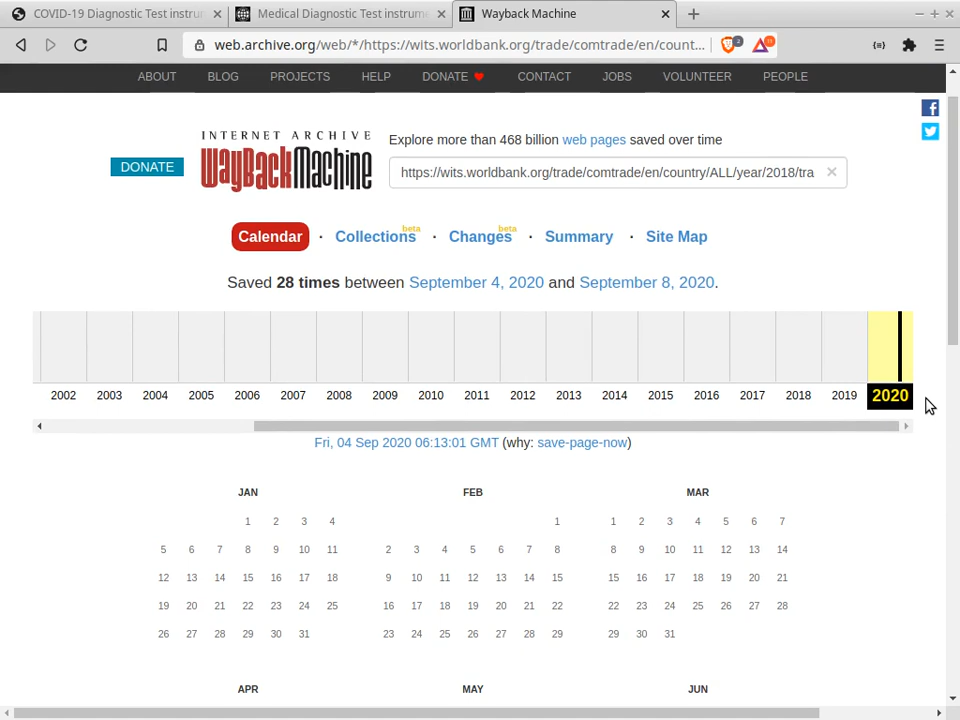 COVID-19 Diagnostic Test instrun
Medical Diagnostic Test instrume
Wayback Machine
web.archive.org/web/*/https://wits.worldbank.org/trade/comtrade/en/count...
ABOUT BLOG PROJECTS HELP DONATE CONTACT JOBS VOLUNTEER PEOPLE
INTERNET ARCHIVE
WayBackMachine
DONATE
Explore more than 468 billion web pages saved over time
https://wits.worldbank.org/trade/comtrade/en/country/ALL/year/2018/tra
Calendar · Collections beta · Changes beta · Summary · Site Map
Saved 28 times between September 4, 2020 and September 8, 2020.
2002 2003 2004 2005 2006 2007 2008 2009 2010 2011 2012 2013 2014 2015 2016 2017 2018 2019 2020
Fri, 04 Sep 2020 06:13:01 GMT (why: save-page-now)
JAN
1 2 3 4
5 6 7 8 9 10 11
12 13 14 15 16 17 18
19 20 21 22 23 24 25
26 27 28 29 30 31
FEB
1
2 3 4 5 6 7 8
9 10 11 12 13 14 15
16 17 18 19 20 21 22
23 24 25 26 27 28 29
MAR
1 2 3 4 5 6 7
8 9 10 11 12 13 14
15 16 17 18 19 20 21
22 23 24 25 26 27 28
29 30 31
APR
MAY
JUN